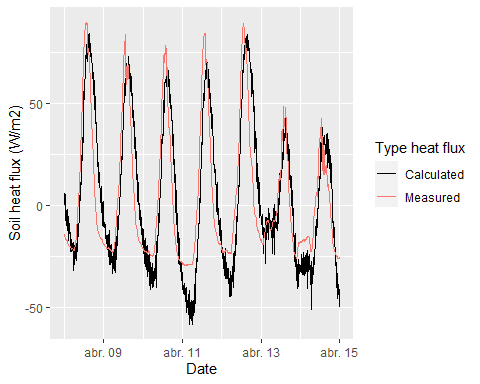 Soil heat flux (W/m2)
50
0
-50
abr. 09
abr. 11
abr. 13
abr. 15
Date
Type heat flux
Calculated
Measured